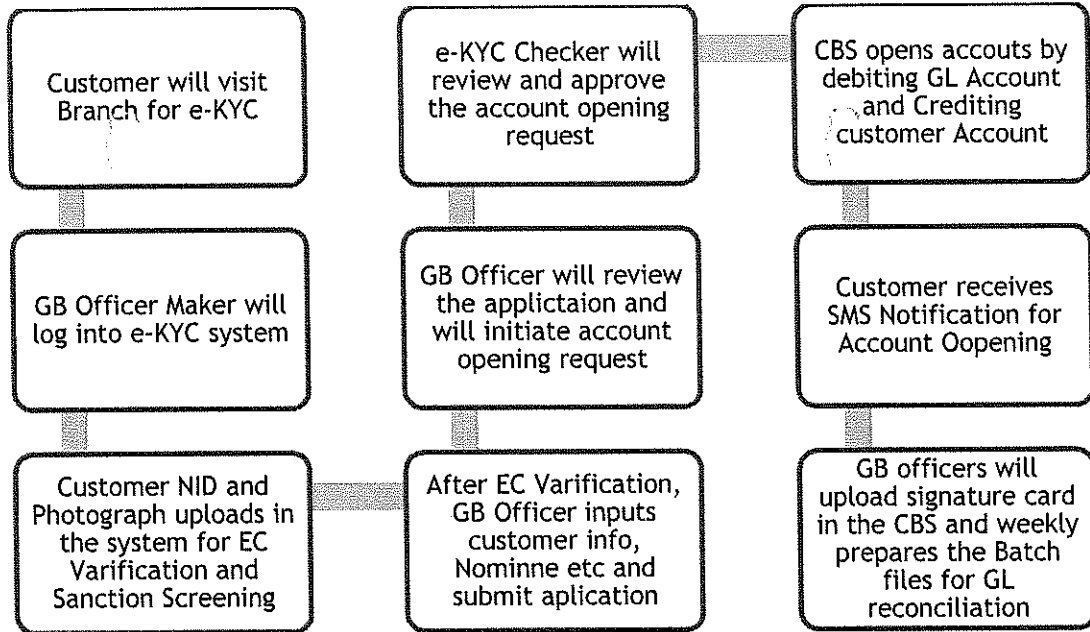 Customer will visit
Branch for e-KYC
GB Officer Maker will
log into e-KYC system
Customer NID and
Photograph uploads in
the system for EC
Varification and
Sanction Screening
After EC Varification,
GB Officer inputs
customer info,
Nominne etc and
submit aplication
GB Officer will review
the applictaion and
will initiate account
opening request
e-KYC Checker will
review and approve
the account opening
request
CBS opens accouts by
debiting GL Account
and Crediting
customer Account
Customer receives
SMS Notification for
Account Oopening
GB officers will
upload signature card
in the CBS and weekly
prepares the Batch
files for GL
reconciliation